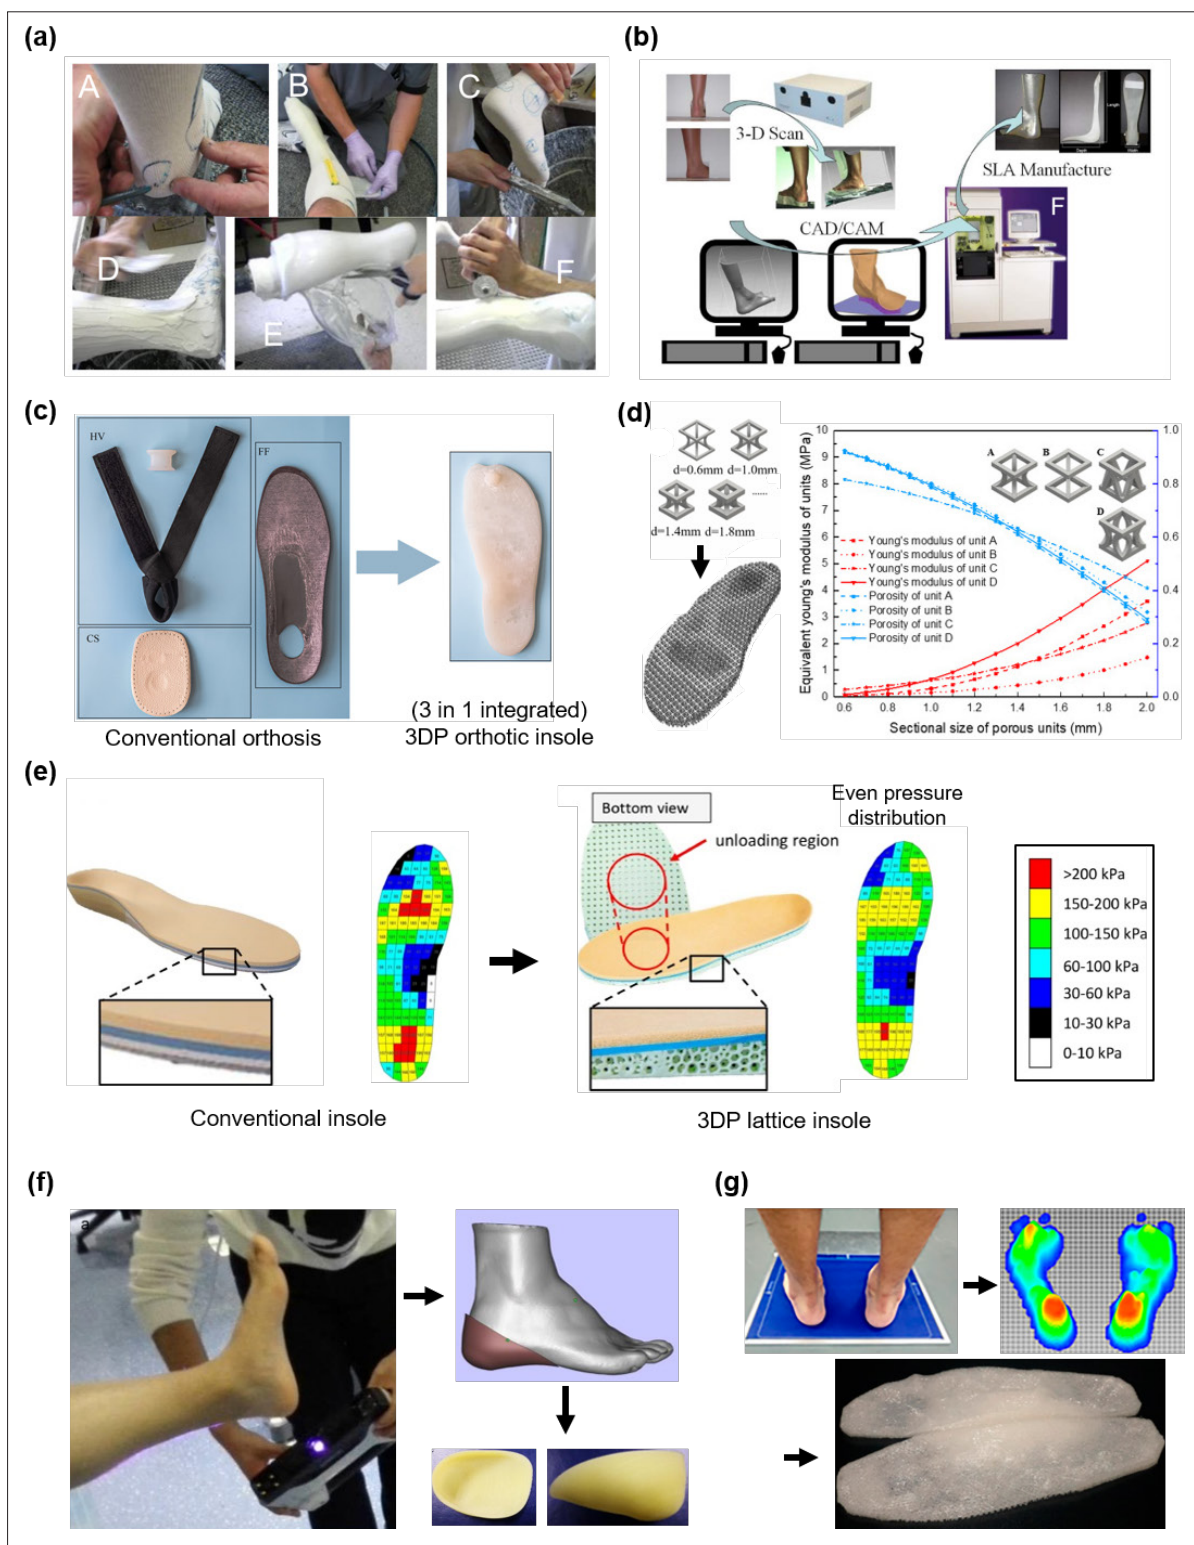 (a)
A
B
C
D
E
F
(b)
3-D Scan
CAD/CAM
SLA Manufacture
Length
Depth
Width
F
(c)
HV
FF
CS
Conventional orthosis
(3 in 1 integrated)
3DP orthotic insole
(d)
d=0.6mm d=1.0mm
d=1.4mm d=1.8mm
......
Equivalent young's modulus of units (MPa)
10
9
8
7
6
5
4
3
2
1
0
A
B
C
D
Young's modulus of unit A
Young's modulus of unit B
Young's modulus of unit C
Young's modulus of unit D
Porosity of unit A
Porosity of unit B
Porosity of unit C
Porosity of unit D
1.0
0.8
0.6
0.4
0.2
0.0
0.6 0.8 1.0 1.2 1.4 1.6 1.8 2.0
Sectional size of porous units (mm)
(e)
Conventional insole
Bottom view
unloading region
Even pressure
distribution
3DP lattice insole
>200 kPa
150-200 kPa
100-150 kPa
60-100 kPa
30-60 kPa
10-30 kPa
0-10 kPa
(f)
a
(g)